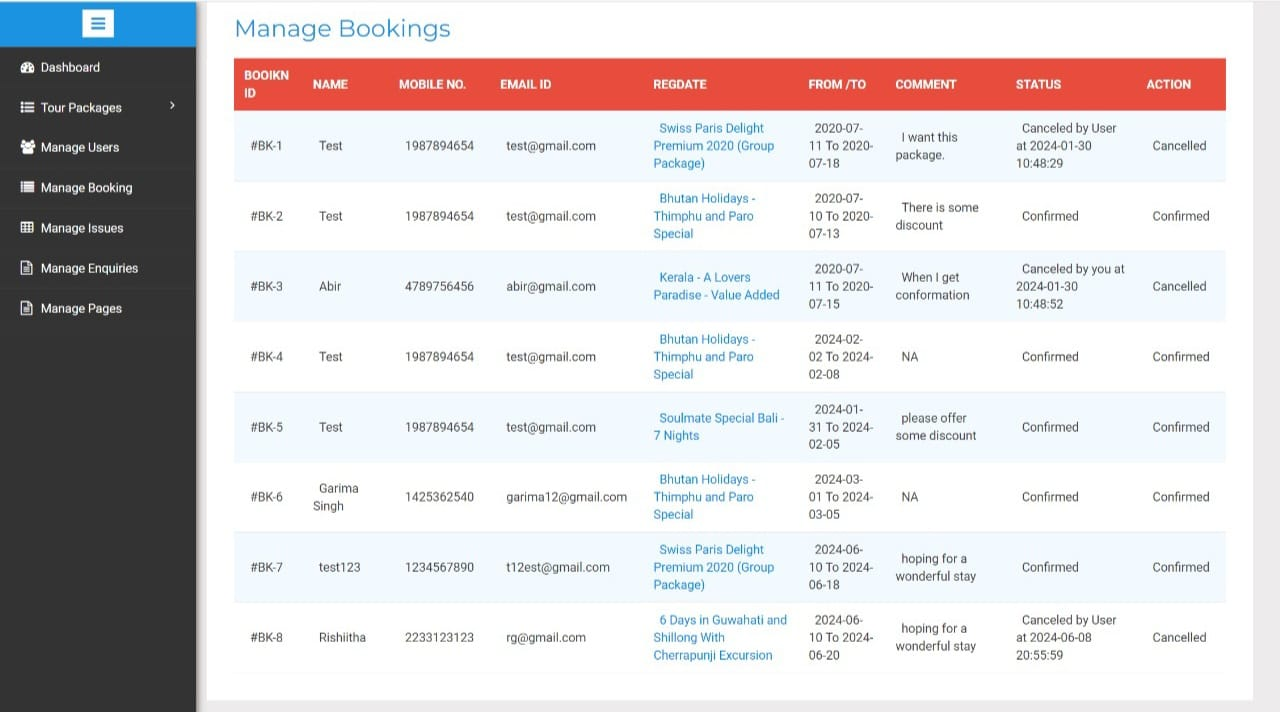 Manage Bookings
Dashboard
Tour Packages
Manage Users
Manage Booking
Manage Issues
Manage Enquiries
Manage Pages
BOOIKN ID NAME MOBILE NO. EMAIL ID REGDATE FROM /TO COMMENT STATUS ACTION
#BK-1 Test 1987894654 test@gmail.com Swiss Paris Delight Premium 2020 (Group Package) 2020-07-11 To 2020-07-18 I want this package. Canceled by User at 2024-01-30 10:48:29 Cancelled
#BK-2 Test 1987894654 test@gmail.com Bhutan Holidays - Thimphu and Paro Special 2020-07-10 To 2020-07-13 There is some discount Confirmed Confirmed
#BK-3 Abir 4789756456 abir@gmail.com Kerala - A Lovers Paradise - Value Added 2020-07-11 To 2020-07-15 When I get conformation Canceled by you at 2024-01-30 10:48:52 Cancelled
#BK-4 Test 1987894654 test@gmail.com Bhutan Holidays - Thimphu and Paro Special 2024-02-02 To 2024-02-08 NA Confirmed Confirmed
#BK-5 Test 1987894654 test@gmail.com Soulmate Special Bali - 7 Nights 2024-01-31 To 2024-02-05 please offer some discount Confirmed Confirmed
#BK-6 Garima Singh 1425362540 garima12@gmail.com Bhutan Holidays - Thimphu and Paro Special 2024-03-01 To 2024-03-05 NA Confirmed Confirmed
#BK-7 test123 1234567890 t12est@gmail.com Swiss Paris Delight Premium 2020 (Group Package) 2024-06-10 To 2024-06-18 hoping for a wonderful stay Confirmed Confirmed
#BK-8 Rishiitha 2233123123 rg@gmail.com 6 Days in Guwahati and Shillong With Cherrapunji Excursion 2024-06-10 To 2024-06-20 hoping for a wonderful stay Canceled by User at 2024-06-08 20:55:59 Cancelled